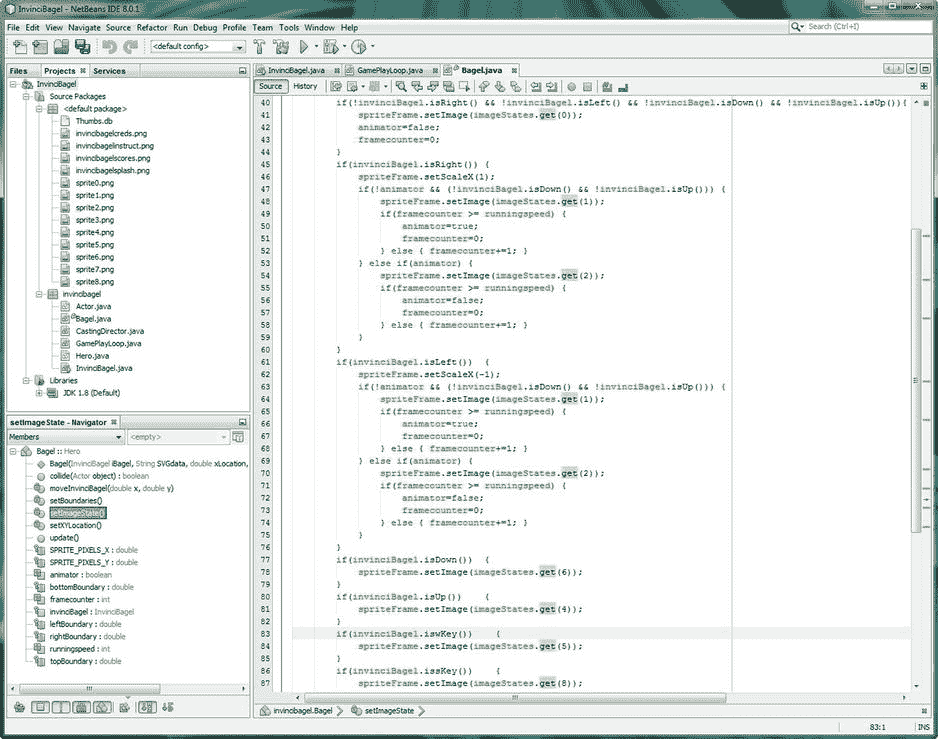 InvinciBagel - NetBeans IDE 8.0.1
File Edit View Navigate Source Refactor Run Debug Profile Team Tools Window Help
Search (Ctrl+I)
<default config>
Files Projects Services
InvinciBagel
Source Packages
<default package>
Thumbs.db
invincibagelcreds.png
invincibagelinstruct.png
invincibagelscores.png
invincibagelsplash.png
sprite0.png
sprite1.png
sprite2.png
sprite3.png
sprite4.png
sprite5.png
sprite6.png
sprite7.png
sprite8.png
invincibagel
Actor.java
Bagel.java
CastingDirector.java
GamePlayLoop.java
Hero.java
InvinciBagel.java
Libraries
JDK 1.8 (Default)
setImageState - Navigator
Members <empty>
Bagel :: Hero
Bagel(InvinciBagel iBagel, String SVGdata, double xLocation,
collide(Actor object) : boolean
moveInvinciBagel(double x, double y)
setBoundaries()
setImageState()
setXYLocation()
update()
SPRITE_PIXELS_X : double
SPRITE_PIXELS_Y : double
animator : boolean
bottomBoundary : double
framecounter : int
invinciBagel : InvinciBagel
leftBoundary : double
rightBoundary : double
runningspeed : int
topBoundary : double
InvinciBagel.java GamePlayLoop.java Bagel.java
Source History
40 if(!invinciBagel.isRight() && !invinciBagel.isLeft() && !invinciBagel.isDown() && !invinciBagel.isUp()){
41 spriteFrame.setImage(imageStates.get(0));
42 animator=false;
43 framecounter=0;
44 }
45 if(invinciBagel.isRight()) {
46 spriteFrame.setScaleX(1);
47 if(!animator && (!invinciBagel.isDown() && !invinciBagel.isUp())) {
48 spriteFrame.setImage(imageStates.get(1));
49 if(framecounter >= runningspeed) {
50 animator=true;
51 framecounter=0;
52 } else { framecounter+=1; }
53 } else if(animator) {
54 spriteFrame.setImage(imageStates.get(2));
55 if(framecounter >= runningspeed) {
56 animator=false;
57 framecounter=0;
58 } else { framecounter+=1; }
59 }
60 }
61 if(invinciBagel.isLeft()) {
62 spriteFrame.setScaleX(-1);
63 if(!animator && (!invinciBagel.isDown() && !invinciBagel.isUp())) {
64 spriteFrame.setImage(imageStates.get(1));
65 if(framecounter >= runningspeed) {
66 animator=true;
67 framecounter=0;
68 } else { framecounter+=1; }
69 } else if(animator) {
70 spriteFrame.setImage(imageStates.get(2));
71 if(framecounter >= runningspeed) {
72 animator=false;
73 framecounter=0;
74 } else { framecounter+=1; }
75 }
76 }
77 if(invinciBagel.isDown()) {
78 spriteFrame.setImage(imageStates.get(6));
79 }
80 if(invinciBagel.isUp()) {
81 spriteFrame.setImage(imageStates.get(4));
82 }
83 if(invinciBagel.iswKey()) {
84 spriteFrame.setImage(imageStates.get(5));
85 }
86 if(invinciBagel.issKey()) {
87 spriteFrame.setImage(imageStates.get(8));
invincibagel.Bagel setImageState
83:1 INS